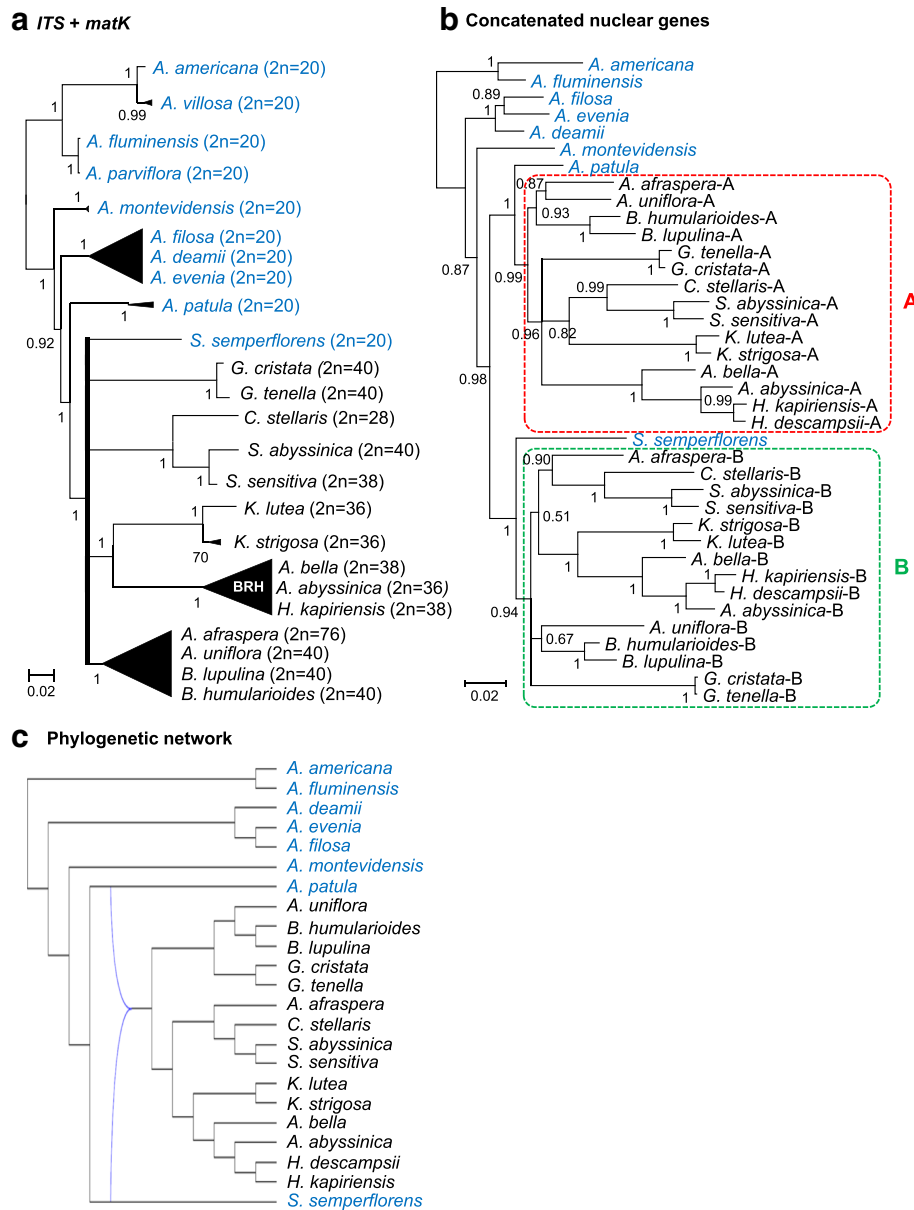 a ITS + matK
A. americana (2n=20)
A. villosa (2n=20)
A. fluminensis (2n=20)
A. parviflora (2n=20)
A. montevidensis (2n=20)
A. filosa (2n=20)
A. deamii (2n=20)
A. evenia (2n=20)
A. patula (2n=20)
S. semperflorens (2n=20)
G. cristata (2n=40)
G. tenella (2n=40)
C. stellaris (2n=28)
S. abyssinica (2n=40)
S. sensitiva (2n=38)
K. lutea (2n=36)
K. strigosa (2n=36)
A. bella (2n=38)
BRH
A. abyssinica (2n=36)
H. kapiriensis (2n=38)
A. afraspera (2n=76)
A. uniflora (2n=40)
B. lupulina (2n=40)
B. humularioides (2n=40)
1
1
0.99
1
1
1
0.92
1
1
1
1
1
1
1
70
1
1
0.02
b Concatenated nuclear genes
A. americana
A. fluminensis
A. filosa
A. evenia
A. deamii
A. montevidensis
A. patula
A. afraspera-A
A. uniflora-A
B. humularioides-A
B. lupulina-A
G. tenella-A
G. cristata-A
C. stellaris-A
S. abyssinica-A
S. sensitiva-A
K. lutea-A
K. strigosa-A
A. bella-A
A. abyssinica-A
H. kapiriensis-A
H. descampsii-A
A
S. semperflorens
A. afraspera-B
C. stellaris-B
S. abyssinica-B
S. sensitiva-B
K. strigosa-B
K. lutea-B
A. bella-B
H. kapiriensis-B
H. descampsii-B
A. abyssinica-B
A. uniflora-B
B. humularioides-B
B. lupulina-B
G. cristata-B
G. tenella-B
B
1
0.89
1
0.87
1
0.93
1
0.87
0.99
1
0.99
1
0.96
0.82
1
0.98
1
0.99
0.90
1
1
1
0.51
1
1
1
1
1
0.94
0.67
1
1
0.02
c Phylogenetic network
A. americana
A. fluminensis
A. deamii
A. evenia
A. filosa
A. montevidensis
A. patula
A. uniflora
B. humularioides
B. lupulina
G. cristata
G. tenella
A. afraspera
C. stellaris
S. abyssinica
S. sensitiva
K. lutea
K. strigosa
A. bella
A. abyssinica
H. descampsii
H. kapiriensis
S. semperflorens